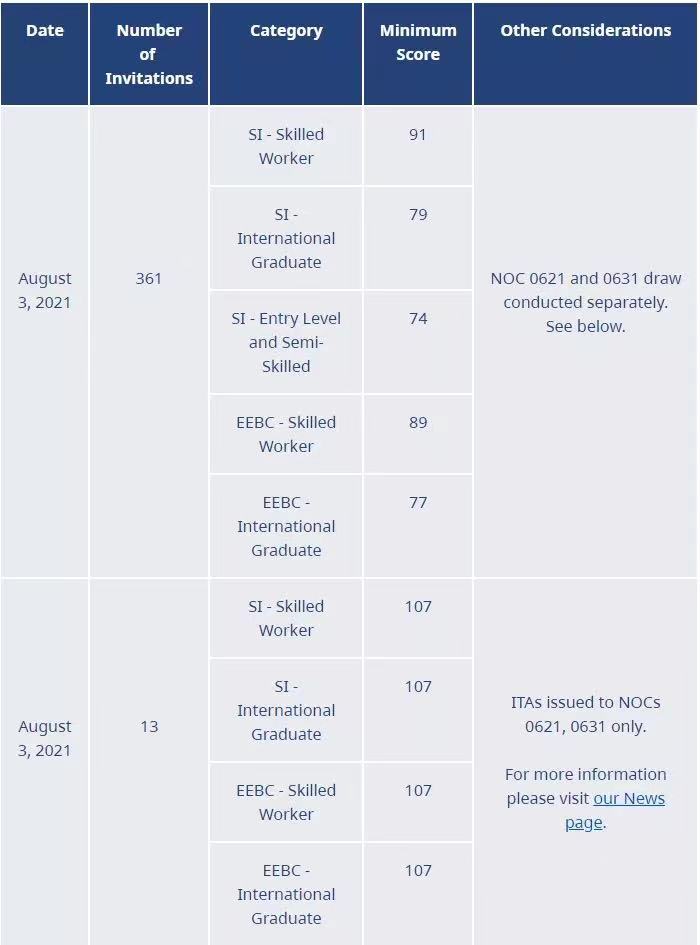 Date
Number
of
Invitations
Category
Minimum
Score
Other Considerations
August
3, 2021
361
SI - Skilled
Worker
91
SI -
International
Graduate
79
SI - Entry Level
and Semi-
Skilled
74
EEBC - Skilled
Worker
89
EEBC -
International
Graduate
77
NOC 0621 and 0631 draw
conducted separately.
See below.
August
3, 2021
13
SI - Skilled
Worker
107
SI -
International
Graduate
107
EEBC - Skilled
Worker
107
EEBC -
International
Graduate
107
ITAs issued to NOCs
0621, 0631 only.
For more information
please visit our News
page.